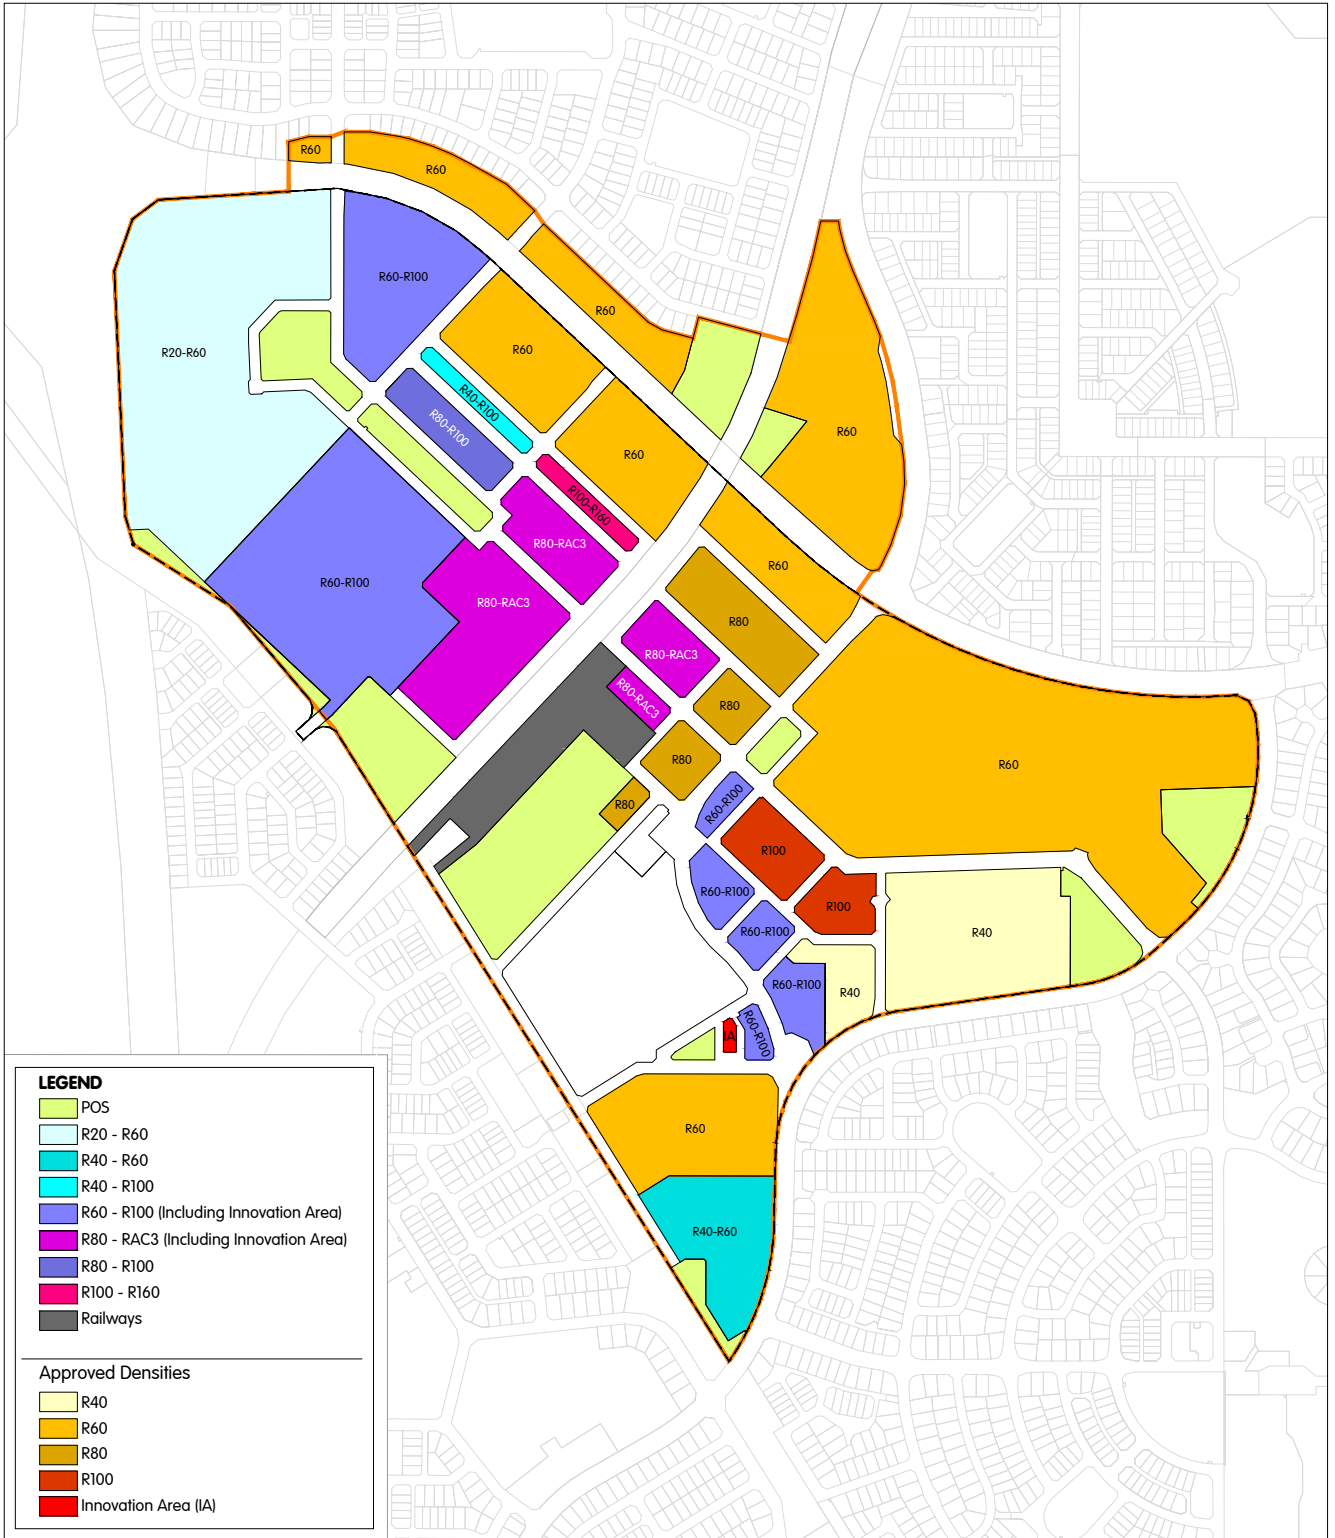 R60
R60
R60-R100
R60
R20-R60
R60
R40-R100
R80-R100
R60
R60
R100-R160
R80-RAC3
R60
R60-R100
R80-RAC3
R80
R80-RAC3
R80-RAC3
R80
R80
R60
R80
R60-R100
R100
R60-R100
R100
R60-R100
R40
R60-R100
R40
IA
R60-R100
R60
R40-R60
LEGEND
POS
R20 - R60
R40 - R60
R40 - R100
R60 - R100 (Including Innovation Area)
R80 - RAC3 (Including Innovation Area)
R80 - R100
R100 - R160
Railways
Approved Densities
R40
R60
R80
R100
Innovation Area (IA)